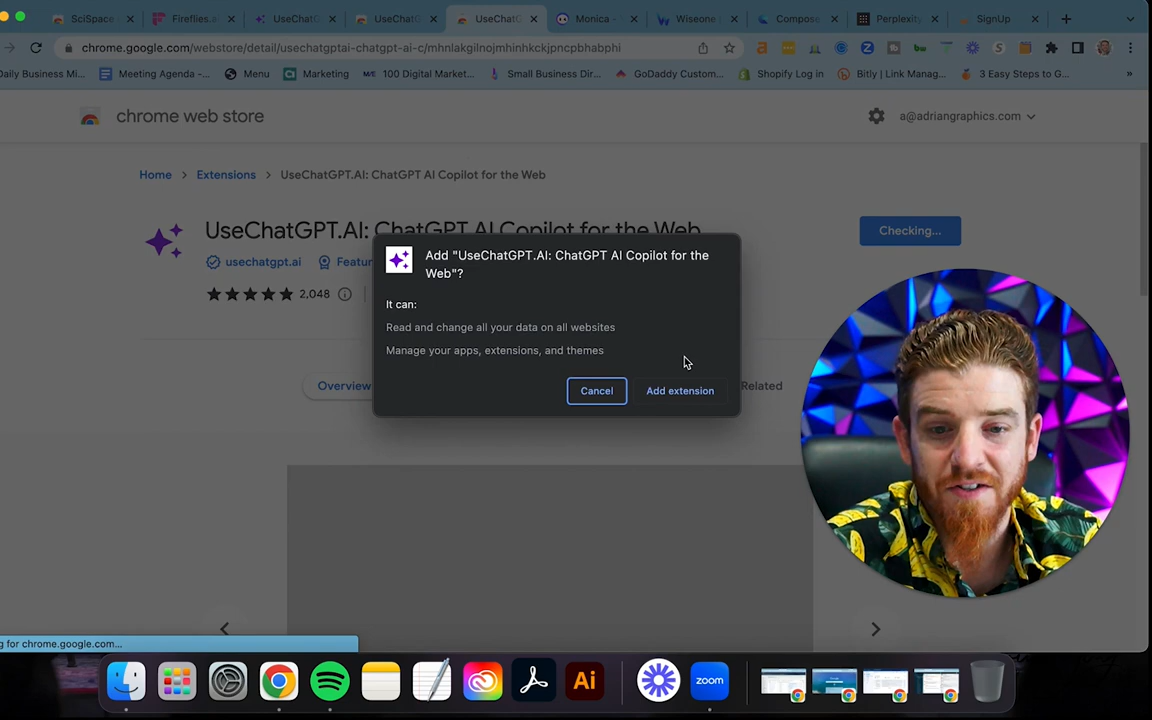 SciSpace
Fireflies.a
UseChatG
UseChatG
UseChatG
Monica -
Wiseone |
Compose
Perplexity
SignUp
chrome.google.com/webstore/detail/usechatgptai-chatgpt-ai-c/mhnlakgilnojmhinhkckjpncpbhabphi
Daily Business Mi...
Meeting Agenda -...
Menu
Marketing
100 Digital Market...
Small Business Dir...
GoDaddy Custom...
Shopify Log in
Bitly | Link Manag...
3 Easy Steps to G...
»
chrome web store
a@adriangraphics.com
Home > Extensions > UseChatGPT.AI: ChatGPT AI Copilot for the Web
UseChatGPT.AI: ChatGPT AI Copilot for the Web
Checking...
usechatgpt.ai
Featur
2,048
Add "UseChatGPT.AI: ChatGPT AI Copilot for the
Web"?
It can:
Read and change all your data on all websites
Manage your apps, extensions, and themes
Cancel
Add extension
Overview
Related
g for chrome.google.com...
Ai
zoom